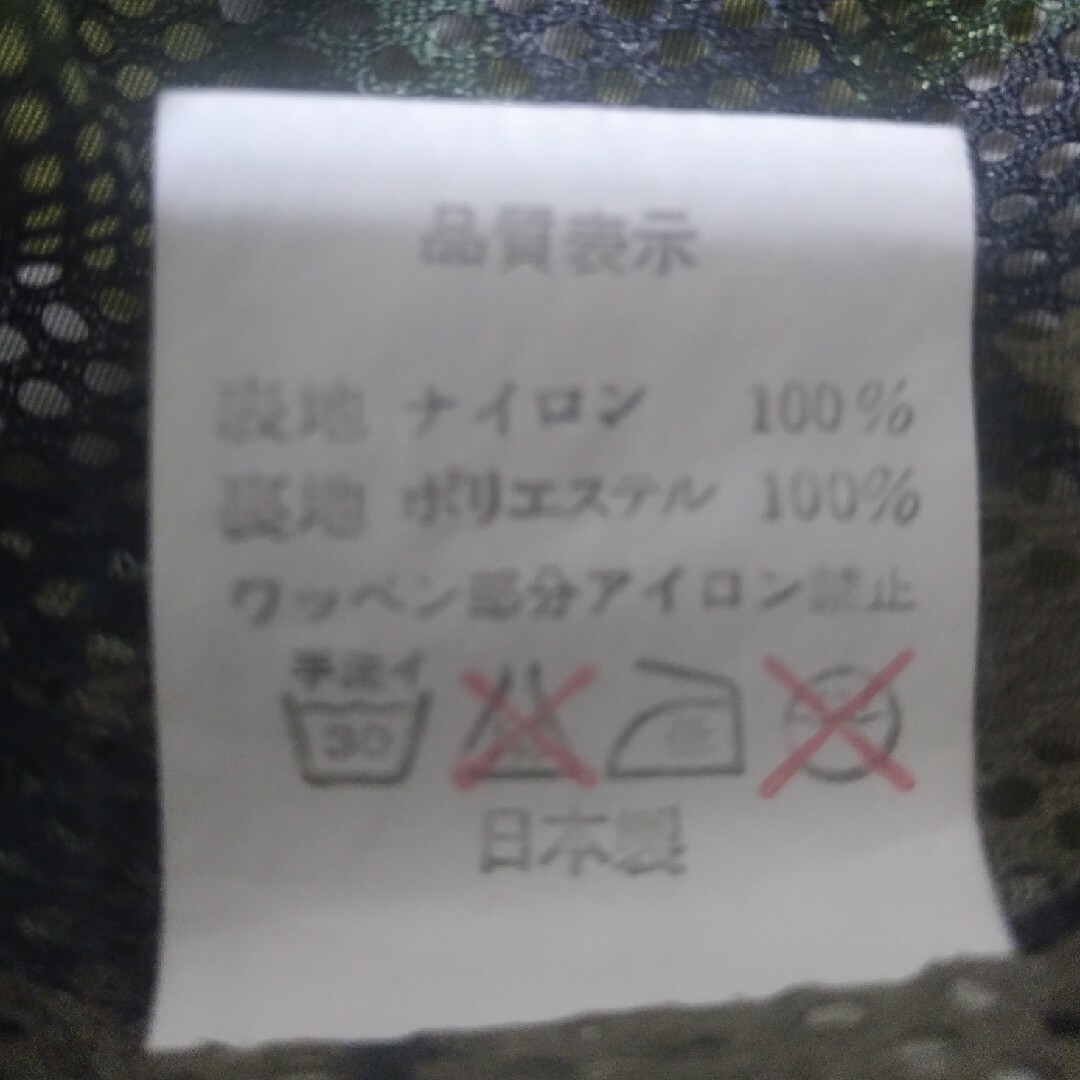 品質表示
表地 ナイロン 100%
裏地 ポリエステル 100%
ワッペン部分アイロン禁止
手洗イ
30
低
日本製